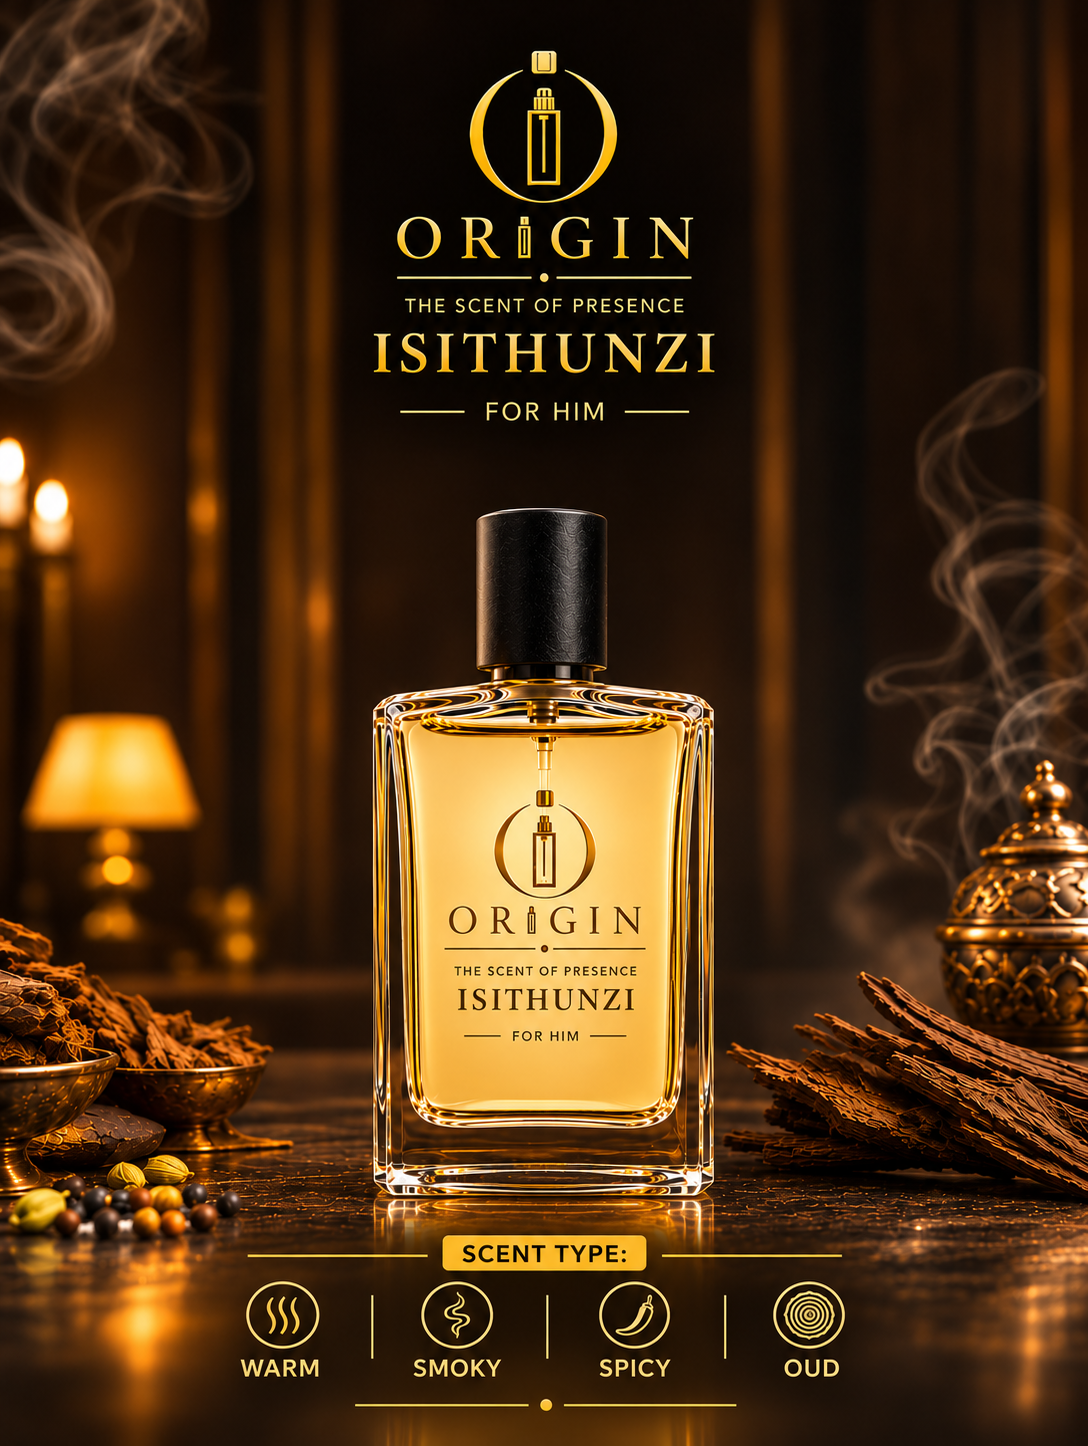 ORIGIN
THE SCENT OF PRESENCE
ISITHUNZI
FOR HIM
ORIGIN
THE SCENT OF PRESENCE
ISITHUNZI
FOR HIM
SCENT TYPE:
WARM
SMOKY
SPICY
OUD